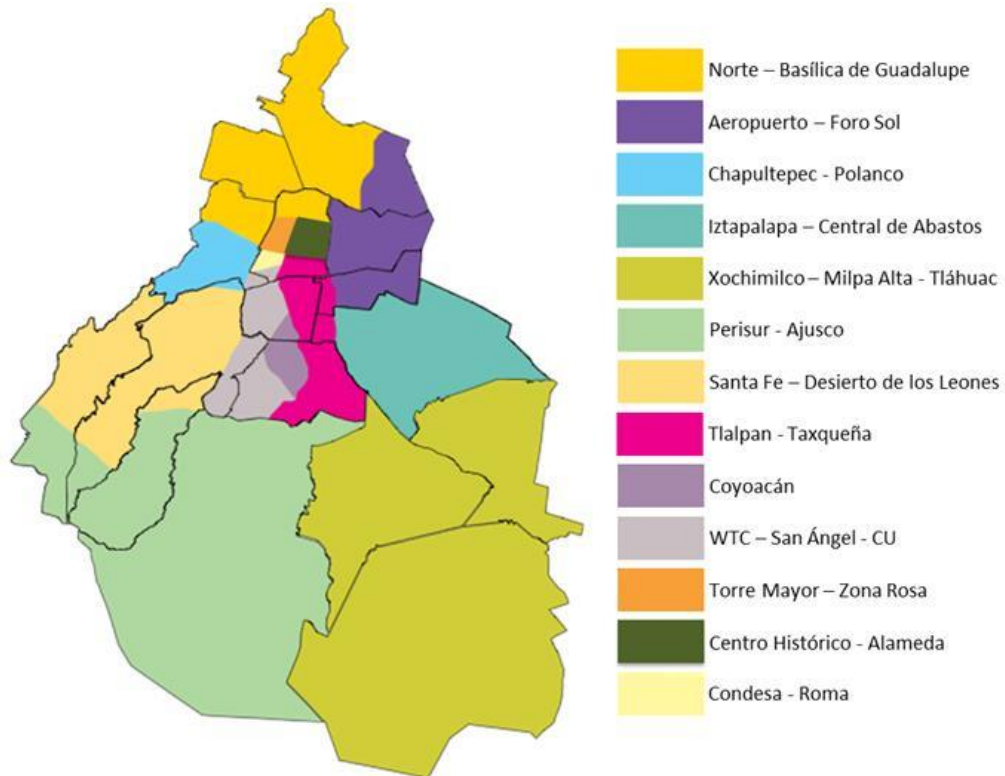 Norte – Basílica de Guadalupe
Aeropuerto – Foro Sol
Chapultepec - Polanco
Iztapalapa – Central de Abastos
Xochimilco – Milpa Alta - Tláhuac
Perisur - Ajusco
Santa Fe – Desierto de los Leones
Tlalpan - Taxqueña
Coyoacán
WTC – San Ángel - CU
Torre Mayor – Zona Rosa
Centro Histórico - Alameda
Condesa - Roma